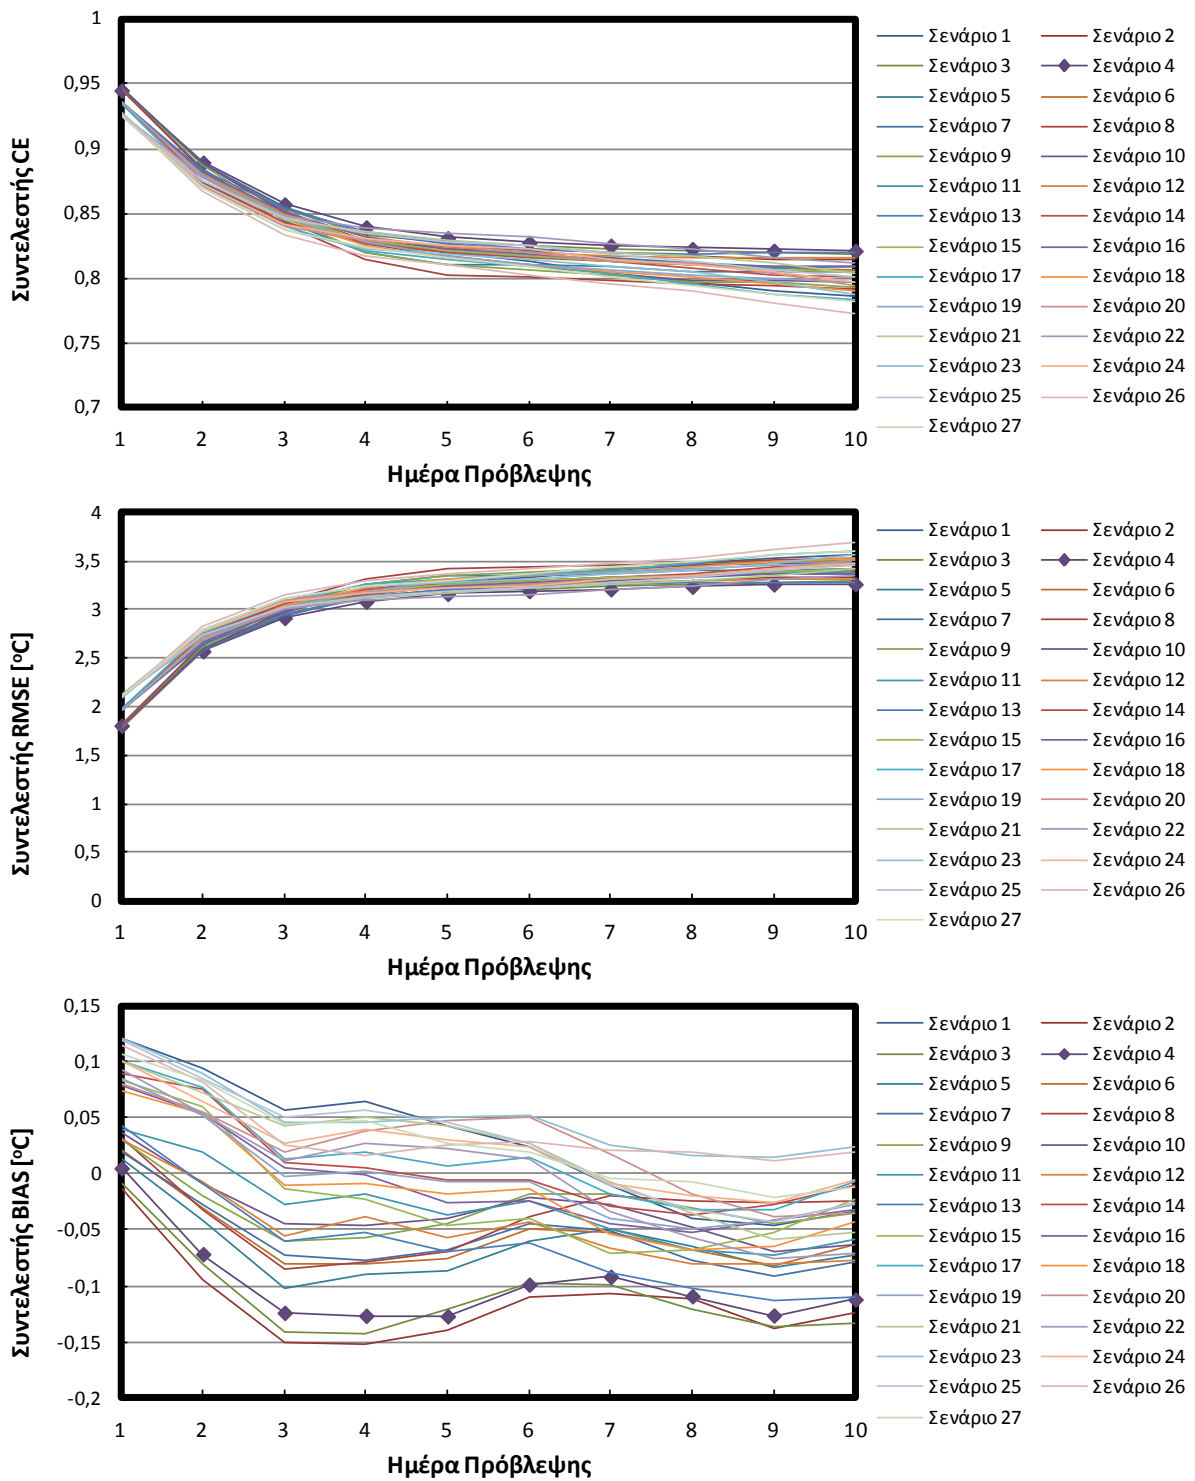 1
0,95
0,9
0,85
0,8
0,75
0,7
Συντελεστής CE
1 2 3 4 5 6 7 8 9 10
Ημέρα Πρόβλεψης
Σενάριο 1 Σενάριο 2
Σενάριο 3 Σενάριο 4
Σενάριο 5 Σενάριο 6
Σενάριο 7 Σενάριο 8
Σενάριο 9 Σενάριο 10
Σενάριο 11 Σενάριο 12
Σενάριο 13 Σενάριο 14
Σενάριο 15 Σενάριο 16
Σενάριο 17 Σενάριο 18
Σενάριο 19 Σενάριο 20
Σενάριο 21 Σενάριο 22
Σενάριο 23 Σενάριο 24
Σενάριο 25 Σενάριο 26
Σενάριο 27
4
3,5
3
2,5
2
1,5
1
0,5
0
Συντελεστής RMSE [ºC]
1 2 3 4 5 6 7 8 9 10
Ημέρα Πρόβλεψης
Σενάριο 1 Σενάριο 2
Σενάριο 3 Σενάριο 4
Σενάριο 5 Σενάριο 6
Σενάριο 7 Σενάριο 8
Σενάριο 9 Σενάριο 10
Σενάριο 11 Σενάριο 12
Σενάριο 13 Σενάριο 14
Σενάριο 15 Σενάριο 16
Σενάριο 17 Σενάριο 18
Σενάριο 19 Σενάριο 20
Σενάριο 21 Σενάριο 22
Σενάριο 23 Σενάριο 24
Σενάριο 25 Σενάριο 26
Σενάριο 27
0,15
0,1
0,05
0
-0,05
-0,1
-0,15
-0,2
Συντελεστής BIAS [ºC]
1 2 3 4 5 6 7 8 9 10
Ημέρα Πρόβλεψης
Σενάριο 1 Σενάριο 2
Σενάριο 3 Σενάριο 4
Σενάριο 5 Σενάριο 6
Σενάριο 7 Σενάριο 8
Σενάριο 9 Σενάριο 10
Σενάριο 11 Σενάριο 12
Σενάριο 13 Σενάριο 14
Σενάριο 15 Σενάριο 16
Σενάριο 17 Σενάριο 18
Σενάριο 19 Σενάριο 20
Σενάριο 21 Σενάριο 22
Σενάριο 23 Σενάριο 24
Σενάριο 25 Σενάριο 26
Σενάριο 27